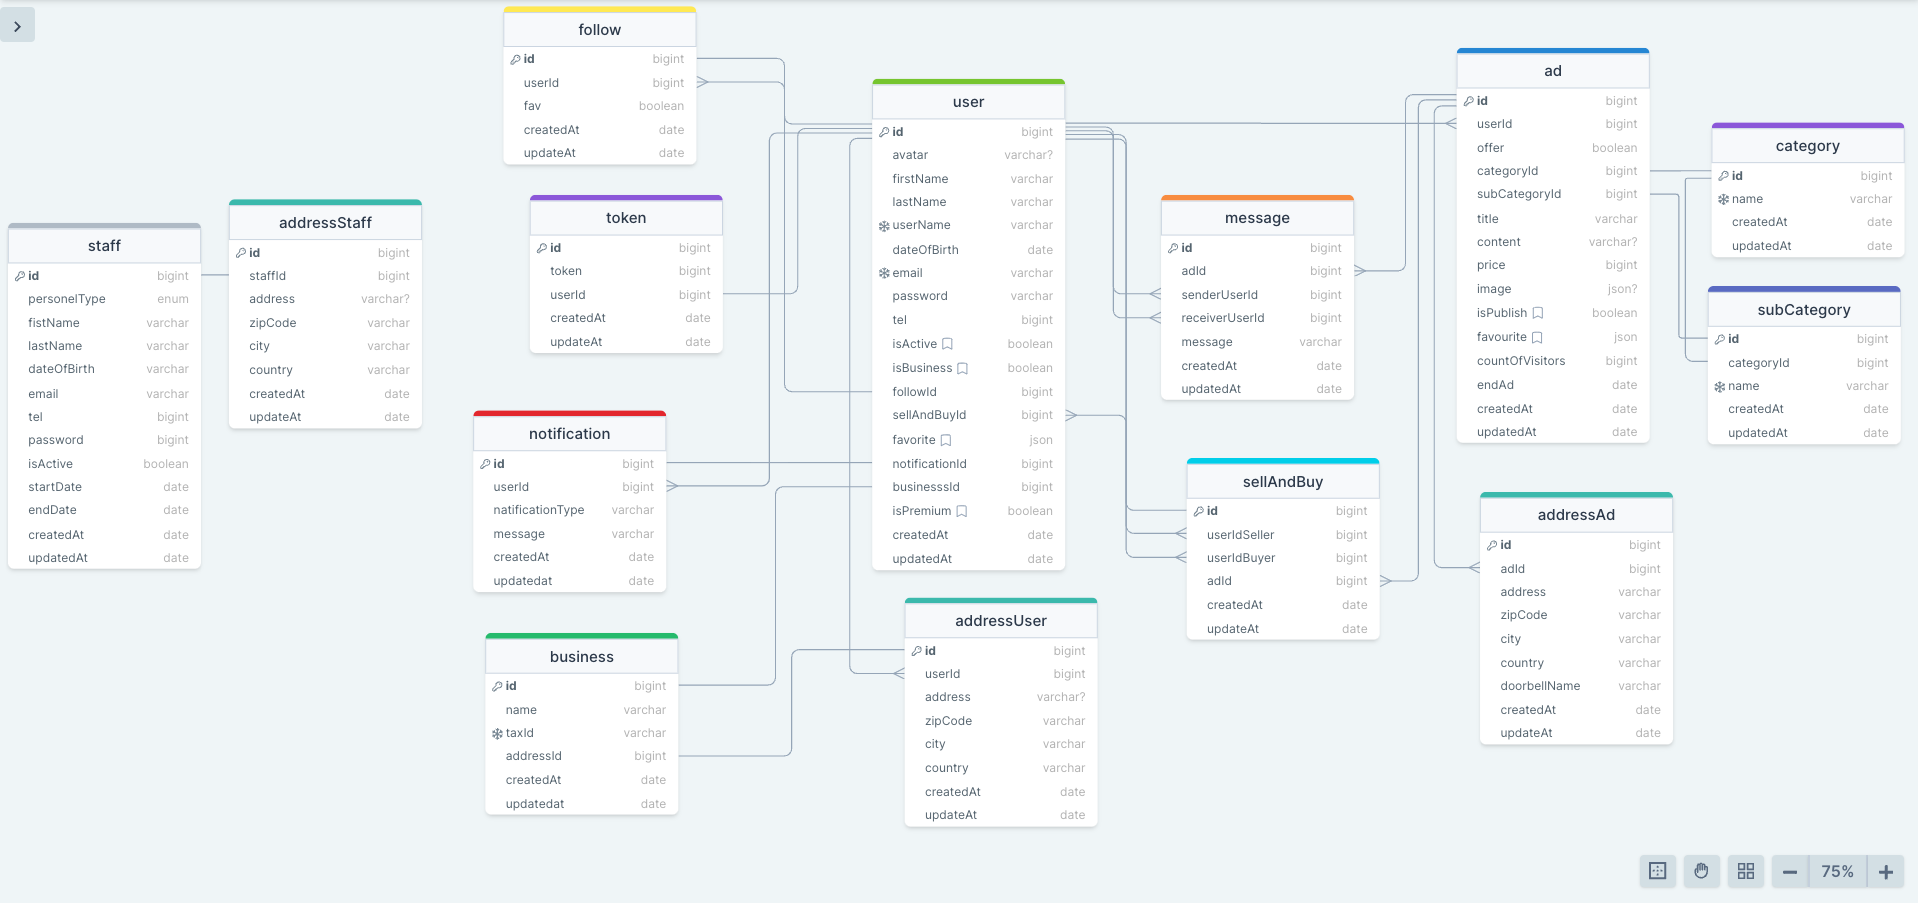 follow
id bigint
userId bigint
fav boolean
createdAt date
updateAt date
user
id bigint
avatar varchar?
firstName varchar
lastName varchar
userName varchar
dateOfBirth date
email varchar
password varchar
tel bigint
isActive boolean
isBusiness boolean
followId bigint
sellAndBuyId bigint
favorite json
notificationId bigint
businesssId bigint
isPremium boolean
createdAt date
updatedAt date
ad
id bigint
userId bigint
offer boolean
categoryId bigint
subCategoryId bigint
title varchar
content varchar?
price bigint
image json?
isPublish boolean
favourite json
countOfVisitors bigint
endAd date
createdAt date
updatedAt date
category
id bigint
name varchar
createdAt date
updatedAt date
token
id bigint
token bigint
userId bigint
createdAt date
updateAt date
message
id bigint
adId bigint
senderUserId bigint
receiverUserId bigint
message varchar
createdAt date
updatedAt date
addressStaff
id bigint
staffId bigint
address varchar?
zipCode varchar
city varchar
country varchar
createdAt date
updateAt date
staff
id bigint
personelType enum
fistName varchar
lastName varchar
dateOfBirth varchar
email varchar
tel bigint
password bigint
isActive boolean
startDate date
endDate date
createdAt date
updatedAt date
subCategory
id bigint
categoryId bigint
name varchar
createdAt date
updatedAt date
notification
id bigint
userId bigint
notificationType varchar
message varchar
createdAt date
updatedat date
sellAndBuy
id bigint
userIdSeller bigint
userIdBuyer bigint
adId bigint
createdAt date
updateAt date
addressAd
id bigint
adId bigint
address varchar
zipCode varchar
city varchar
country varchar
doorbellName varchar
createdAt date
updateAt date
addressUser
id bigint
userId bigint
address varchar?
zipCode varchar
city varchar
country varchar
createdAt date
updateAt date
business
id bigint
name varchar
taxId varchar
addressId bigint
createdAt date
updatedat date
75%